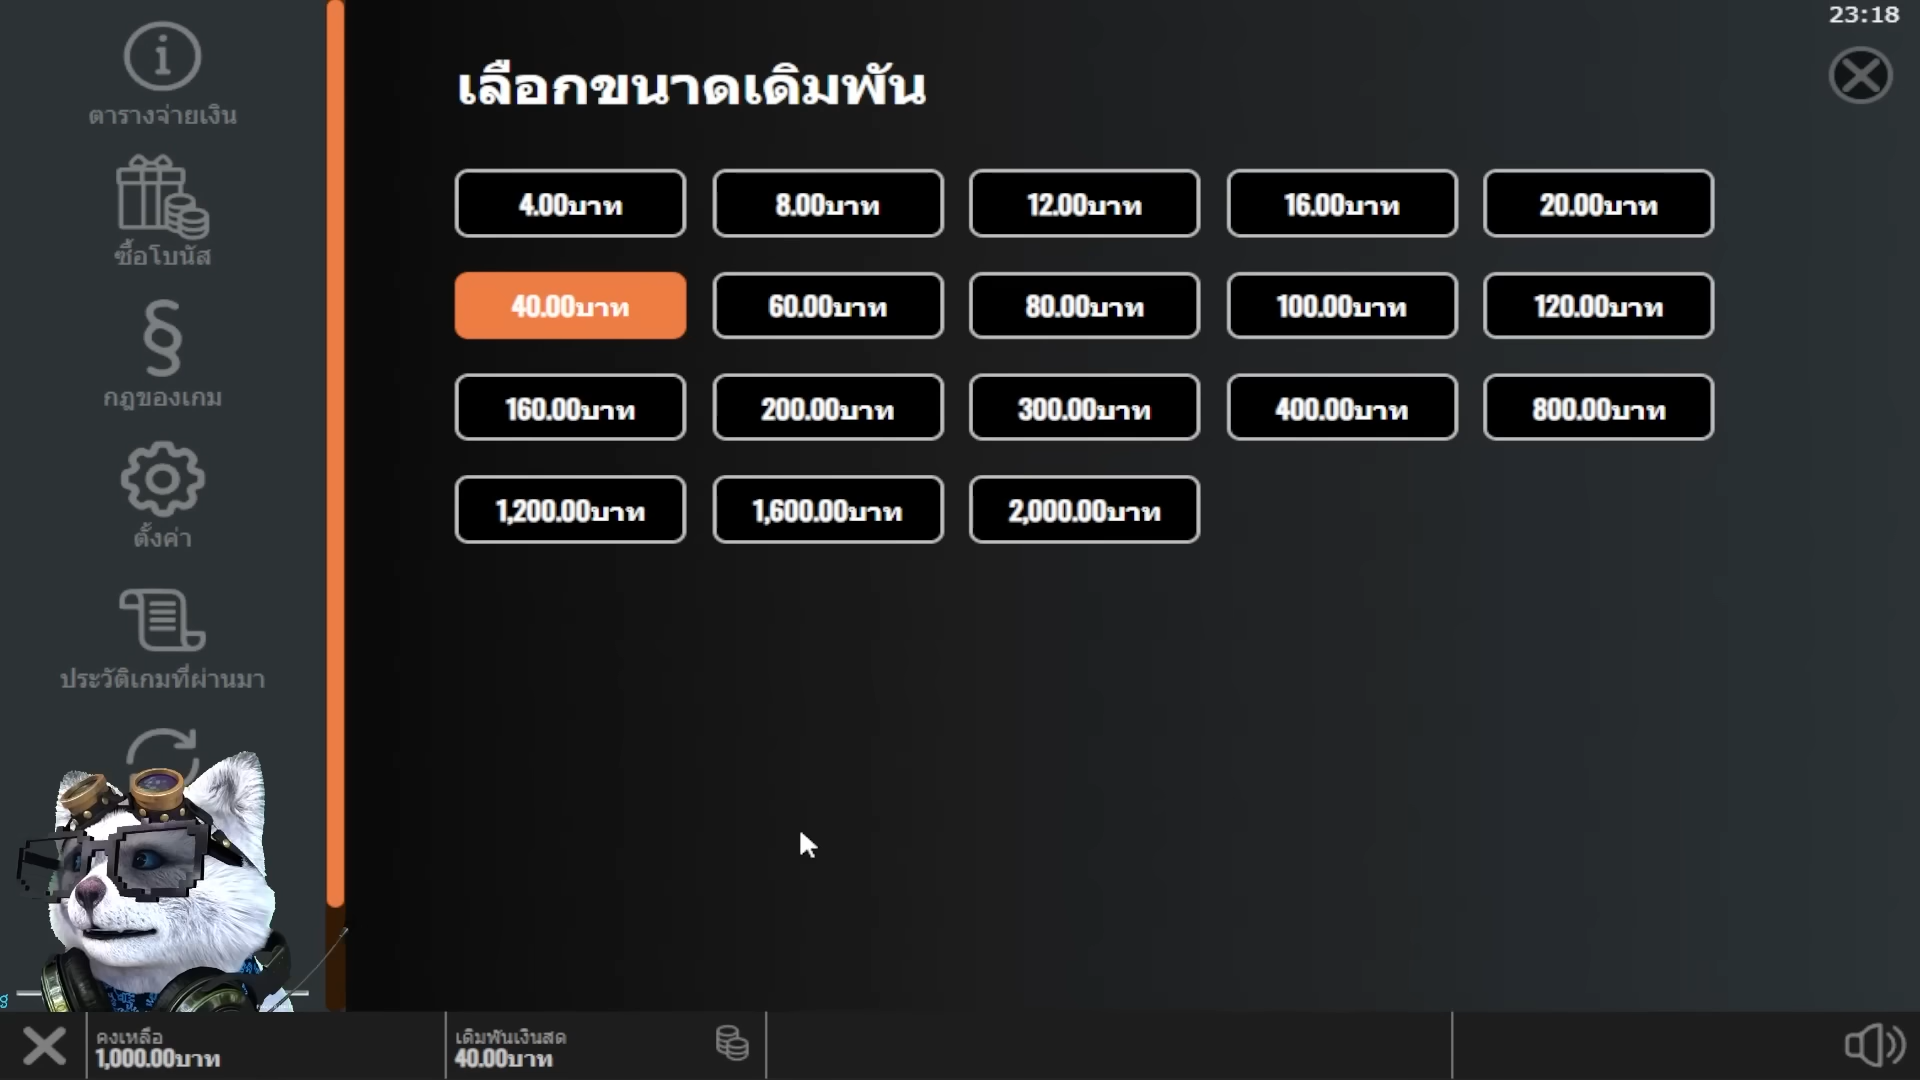 23:18
ตารางจ่ายเงิน
ซื้อโบนัส
กฎของเกม
ตั้งค่า
ประวัติเกมที่ผ่านมา
เลือกขนาดเดิมพัน
4.00บาท 8.00บาท 12.00บาท 16.00บาท 20.00บาท
40.00บาท 60.00บาท 80.00บาท 100.00บาท 120.00บาท
160.00บาท 200.00บาท 300.00บาท 400.00บาท 800.00บาท
1,200.00บาท 1,600.00บาท 2,000.00บาท
คงเหลือ
1,000.00บาท
เดิมพันเงินสด
40.00บาท